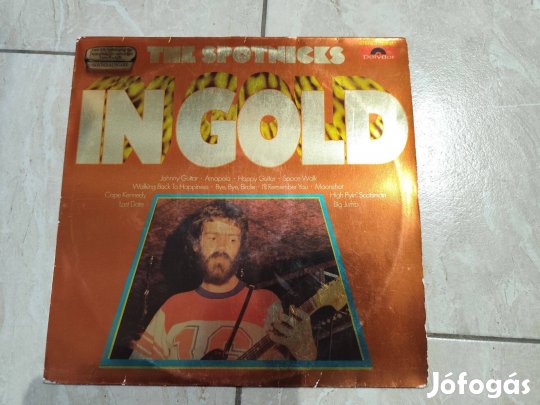 THE SPOTNICKS
Polydor
IN GOLD
Johnny Guitar · Amapola · Happy Guitar · Space Walk
Walking Back To Happiness · Bye, Bye, Birdie · I'll Remember You · Moonshot
Cape Kennedy
High Flyin' Scotsman
Last Date
Big Jump
Jófogás